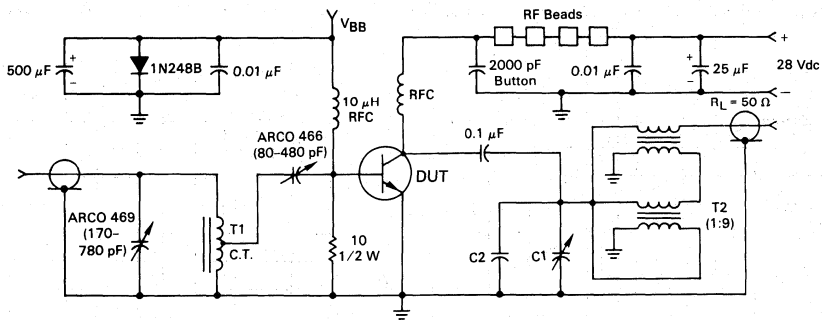 VBB
RF Beads
500 μF
+
−
1N248B
0.01 μF
10 μH
RFC
RFC
2000 pF
Button
0.01 μF
+
−
25 μF
+
28 Vdc
−
RL = 50 Ω
ARCO 466
(80–480 pF)
0.1 μF
DUT
ARCO 469
(170–
780 pF)
T1
C.T.
10
1/2 W
C2
C1
T2
(1:9)